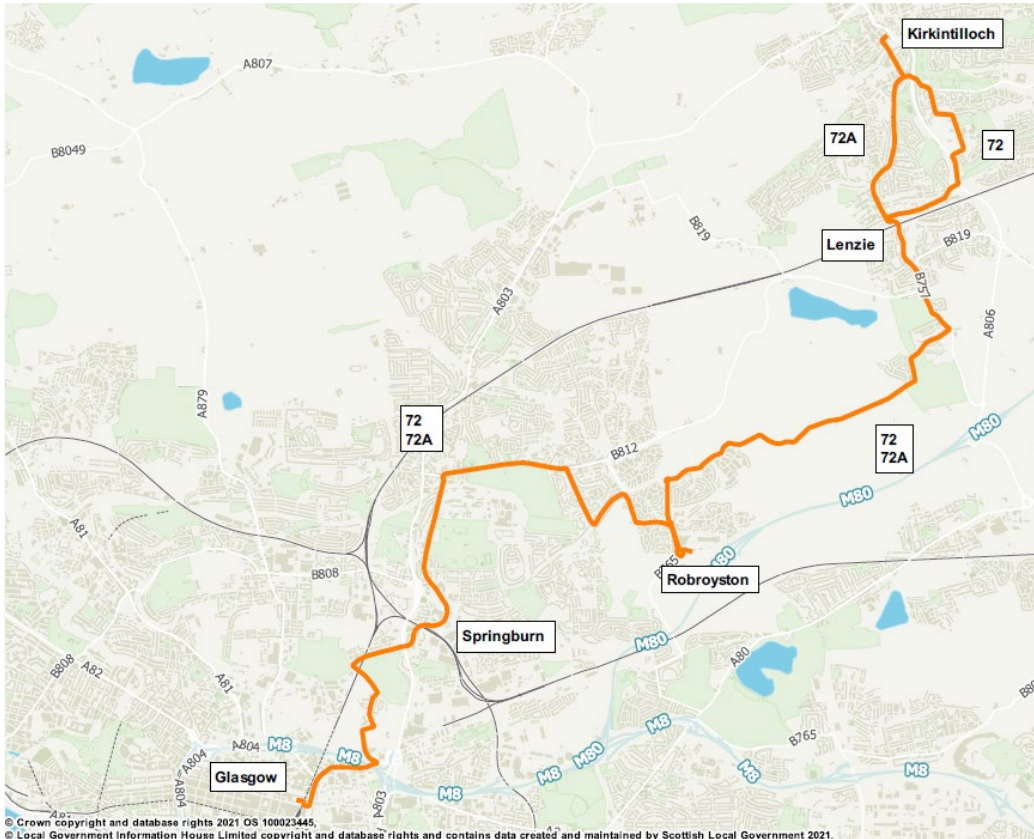 Kirkintilloch
A807
72A
72
B8049
B819
Lenzie
B819
B757
A803
A806
A879
72
72A
M80
B812
72
72A
M80
A81
B765
A80
Robroyston
B808
Springburn
M80
A80
B808
A82
A81
M8
M80
A804
M8
M8
B765
A804
M8
M8
Glasgow
A804
A803
M8
© Crown copyright and database rights 2021 OS 100023445,
© Local Government Information House Limited copyright and database rights and contains data created and maintained by Scottish Local Government 2021.